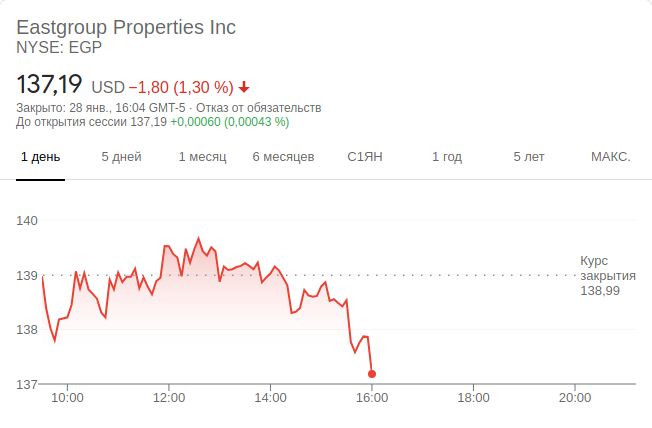 Eastgroup Properties Inc
NYSE: EGP
137,19 USD −1,80 (1,30 %)
Закрыто: 28 янв., 16:04 GMT-5 · Отказ от обязательств
До открытия сессии 137,19 +0,00060 (0,00043 %)
1 день 5 дней 1 месяц 6 месяцев С1ЯН 1 год 5 лет МАКС.
140
139
138
137
Курс
закрытия
138,99
10:00 12:00 14:00 16:00 18:00 20:00